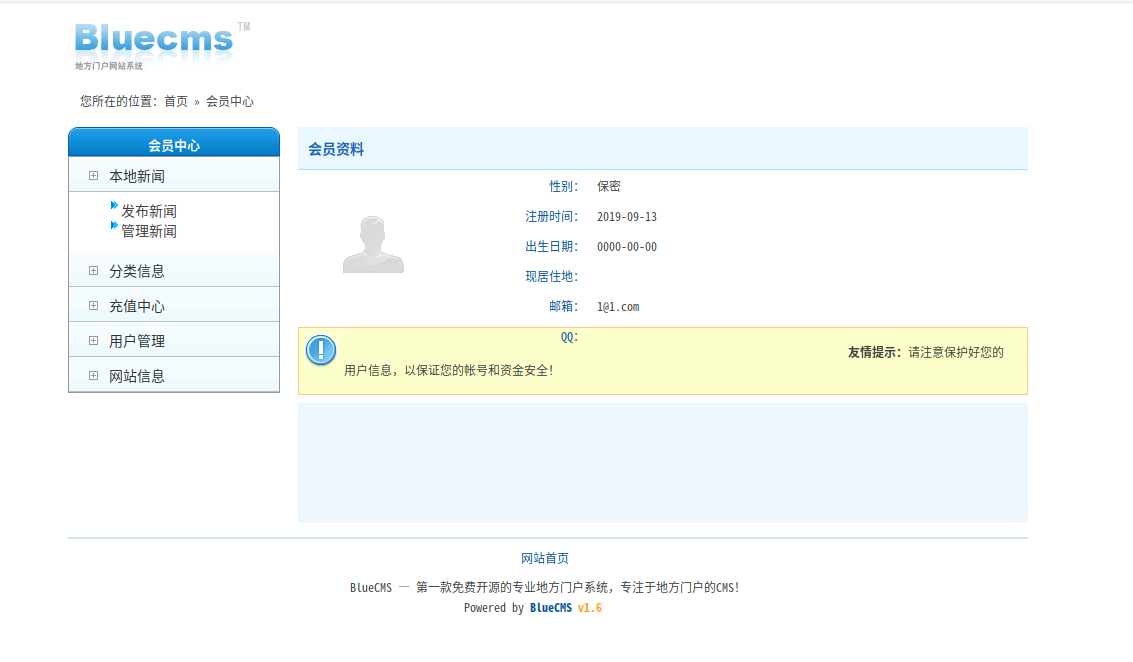 Bluecms TM
地方门户网站系统
您所在的位置：首页 » 会员中心
会员中心
本地新闻
发布新闻
管理新闻
分类信息
充值中心
用户管理
网站信息
会员资料
性别： 保密
注册时间： 2019-09-13
出生日期： 0000-00-00
现居住地：
邮箱： 1@1.com
QQ：
友情提示：请注意保护好您的
用户信息，以保证您的帐号和资金安全！
网站首页
BlueCMS — 第一款免费开源的专业地方门户系统，专注于地方门户的CMS！
Powered by BlueCMS v1.6